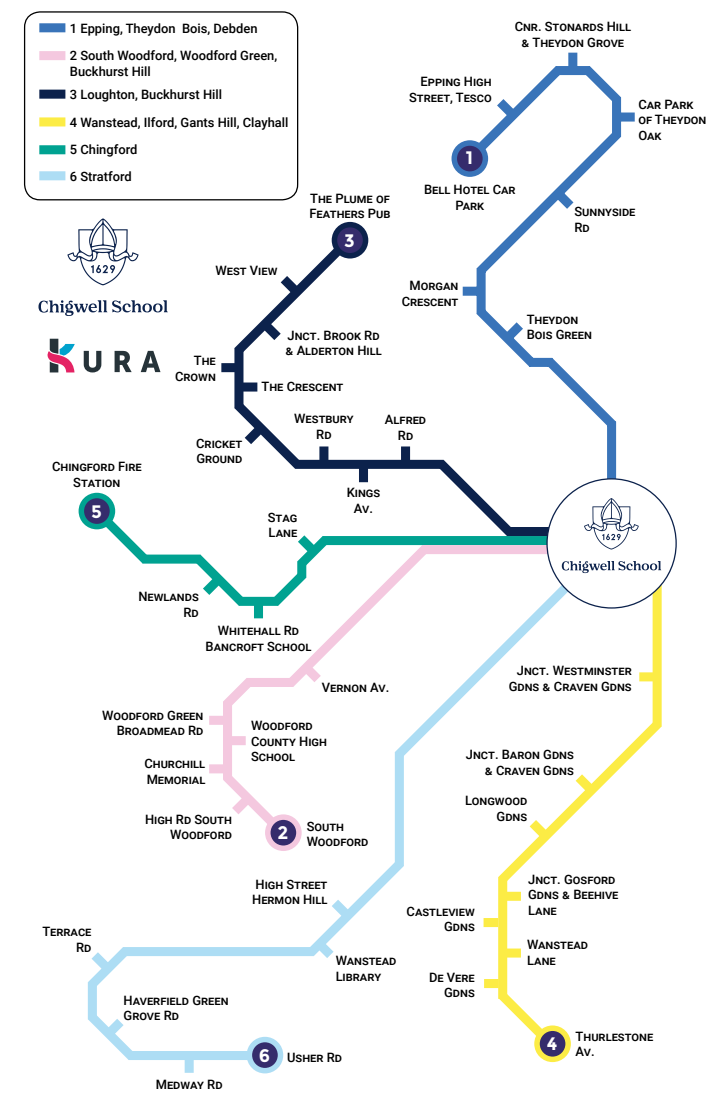 1 Epping, Theydon Bois, Debden
2 South Woodford, Woodford Green,
Buckhurst Hill
3 Loughton, Buckhurst Hill
4 Wanstead, Ilford, Gants Hill, Clayhall
5 Chingford
6 Stratford
1629
Chigwell School
KURA
Cnr. Stonards Hill
& Theydon Grove
Epping High
Street, Tesco
Car Park
of Theydon
Oak
1
Bell Hotel Car
Park
Sunnyside
Rd
Morgan
Crescent
Theydon
Bois Green
The Plume of
Feathers Pub
3
West View
Jnct. Brook Rd
& Alderton Hill
The
Crown
The Crescent
Cricket
Ground
Westbury
Rd
Alfred
Rd
Kings
Av.
Chingford Fire
Station
5
Stag
Lane
Newlands
Rd
Whitehall Rd
Bancroft School
1629
Chigwell School
Vernon Av.
Woodford Green
Broadmead Rd
Woodford
County High
School
Churchill
Memorial
High Rd South
Woodford
2
South
Woodford
Jnct. Westminster
Gdns & Craven Gdns
Jnct. Baron Gdns
& Craven Gdns
Longwood
Gdns
Jnct. Gosford
Gdns & Beehive
Lane
Castleview
Gdns
Wanstead
Lane
De Vere
Gdns
4
Thurlestone
Av.
High Street
Hermon Hill
Wanstead
Library
Terrace
Rd
Haverfield Green
Grove Rd
6
Usher Rd
Medway Rd